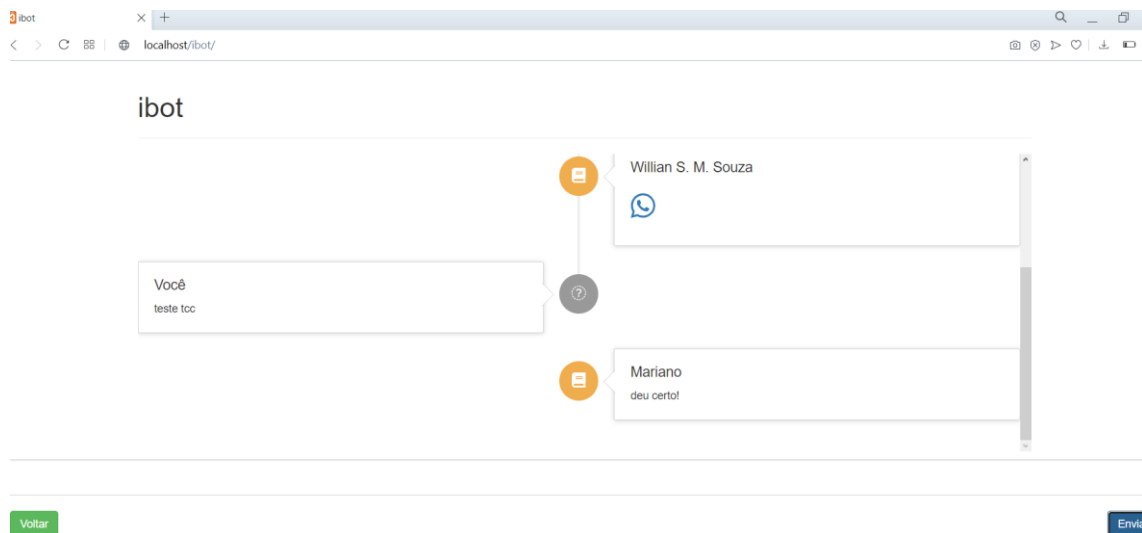 ibot
localhost/ibot/
ibot
Willian S. M. Souza
Você
teste tcc
Mariano
deu certo!
Voltar
Envia